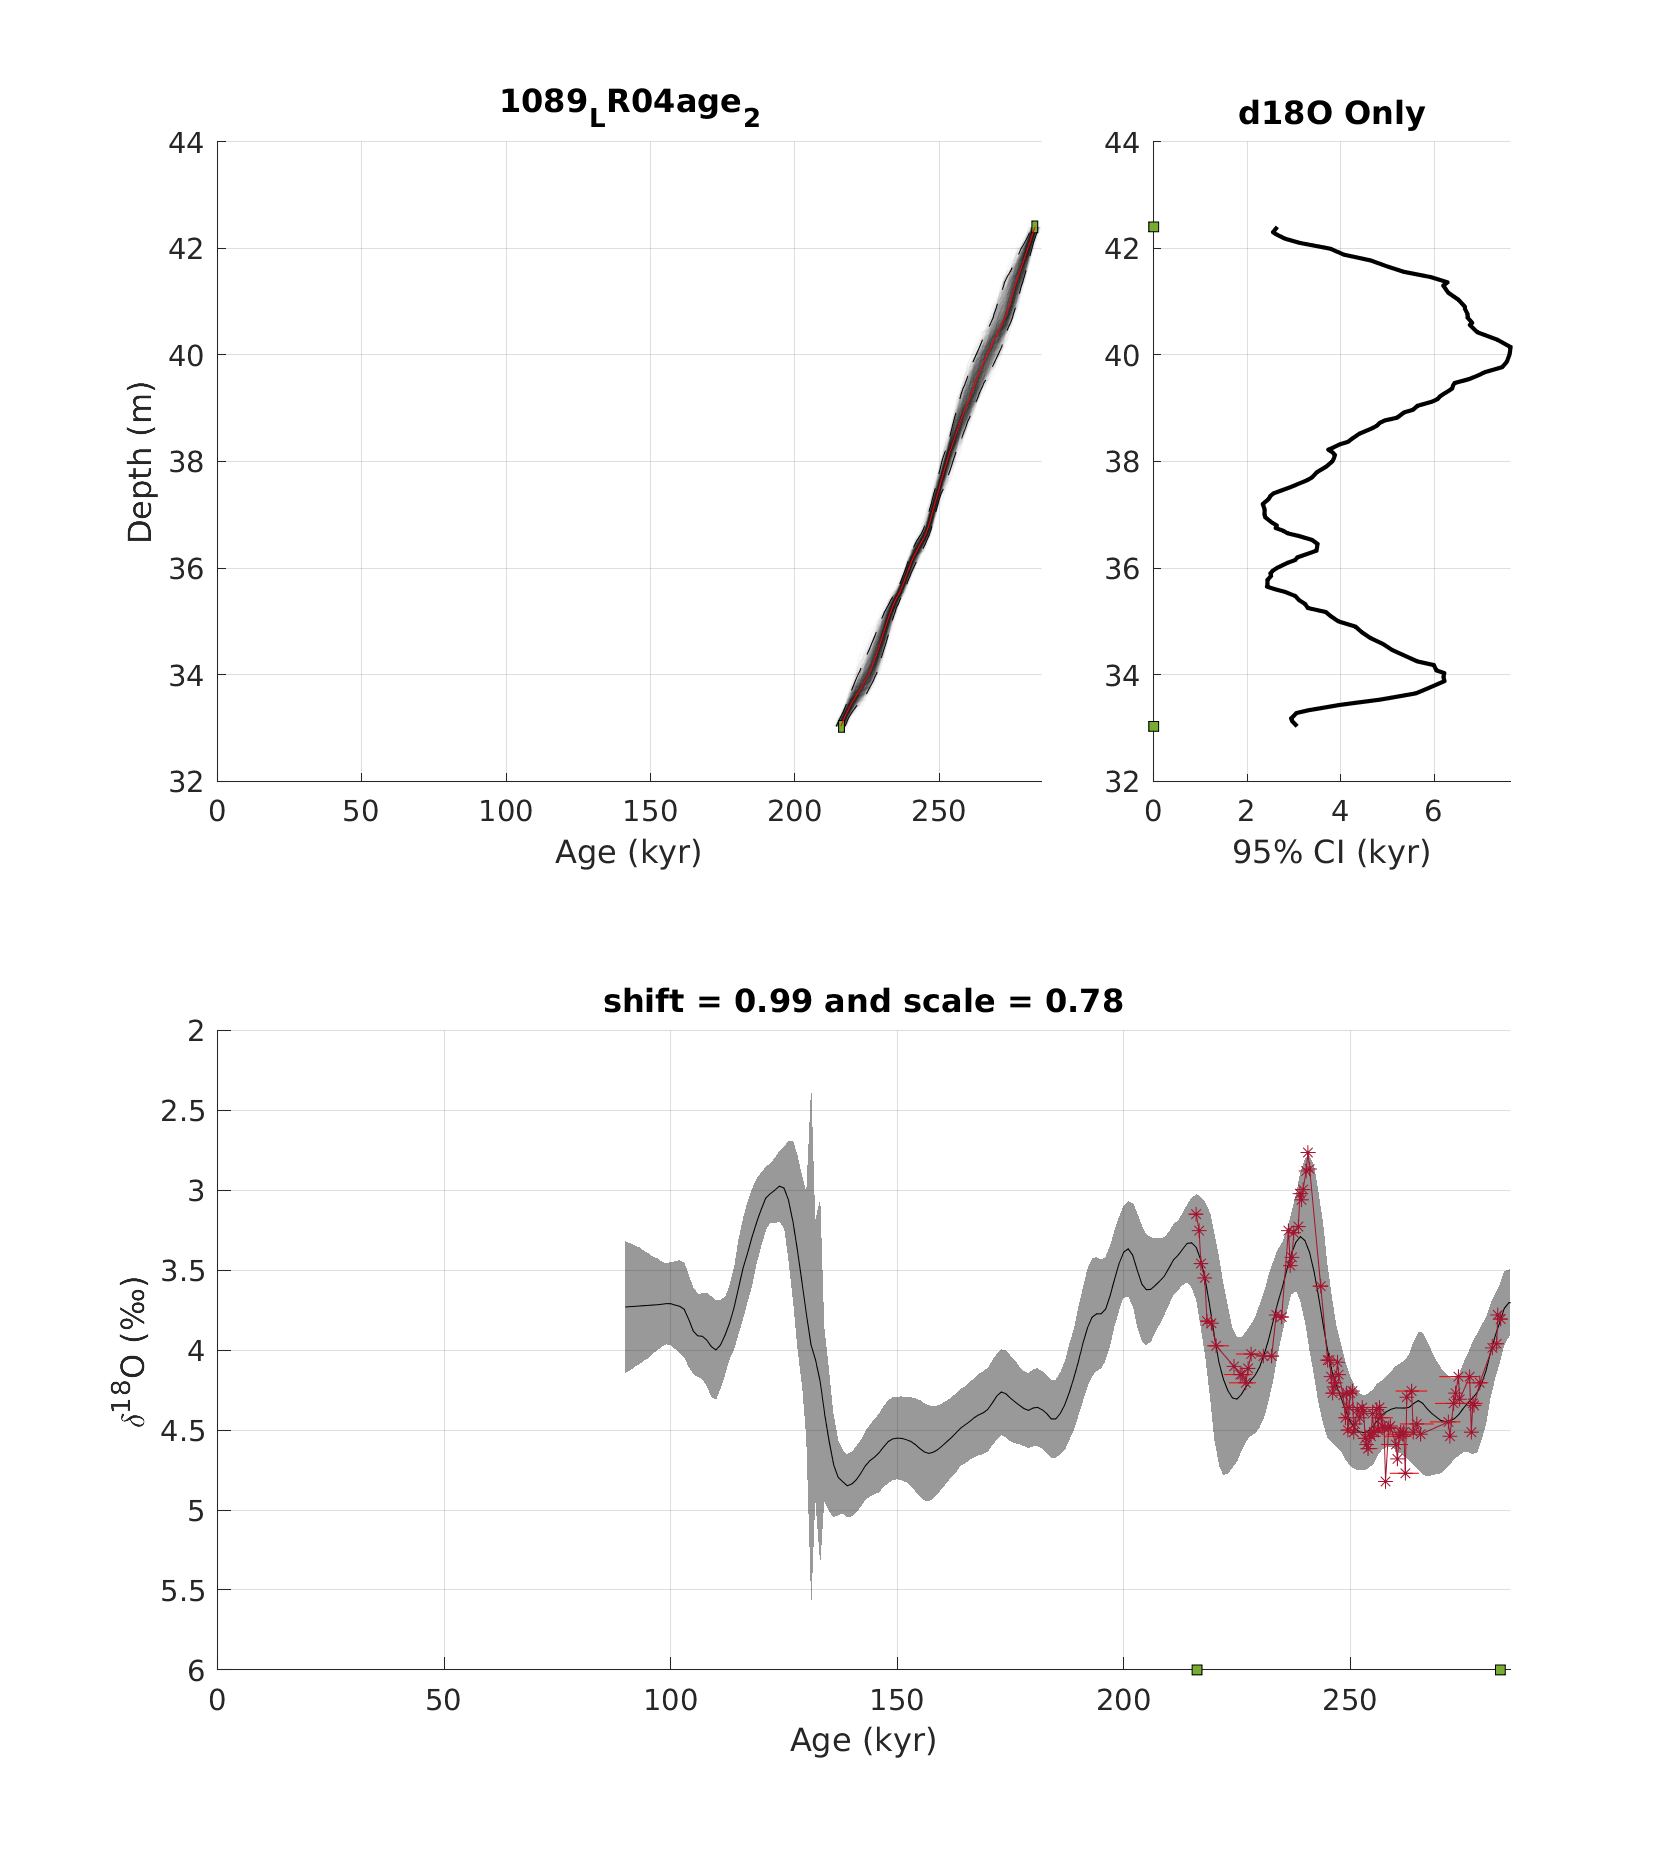 1089LR04age2
d18O Only
44
42
40
38
36
34
32
Depth (m)
0 50 100 150 200 250
Age (kyr)
44
42
40
38
36
34
32
0 2 4 6
95% CI (kyr)
shift = 0.99 and scale = 0.78
2
2.5
3
3.5
4
4.5
5
5.5
6
δ18O (‰)
0 50 100 150 200 250
Age (kyr)